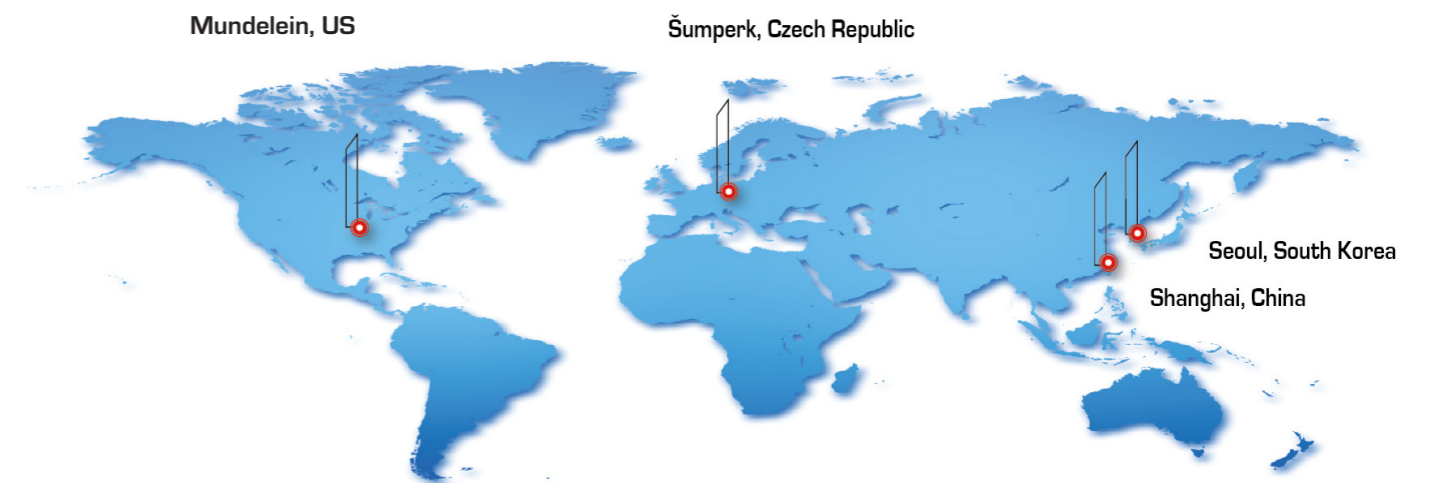 Mundelein, US
Šumperk, Czech Republic
Seoul, South Korea
Shanghai, China